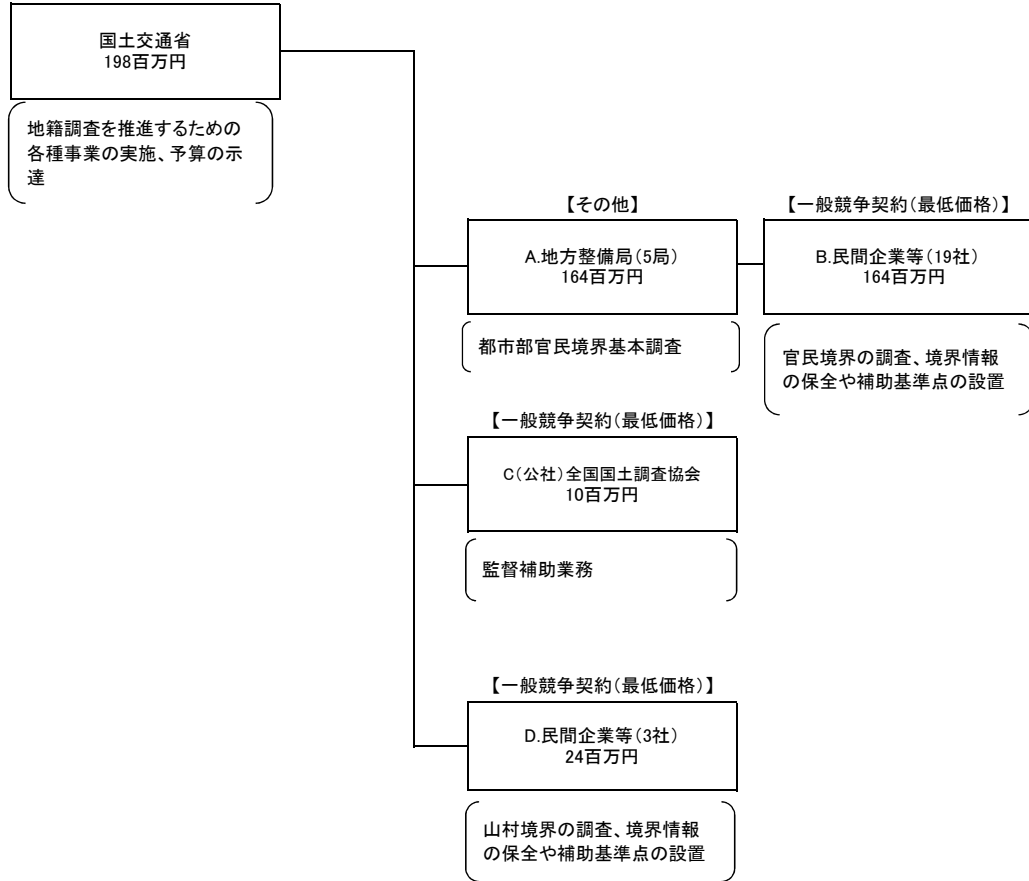 国土交通省
198百万円
地籍調査を推進するための
各種事業の実施、予算の示
達
【その他】
A.地方整備局(5局)
164百万円
都市部官民境界基本調査
【一般競争契約(最低価格)】
B.民間企業等(19社)
164百万円
官民境界の調査、境界情報
の保全や補助基準点の設置
【一般競争契約(最低価格)】
C(公社)全国国土調査協会
10百万円
監督補助業務
【一般競争契約(最低価格)】
D.民間企業等(3社)
24百万円
山村境界の調査、境界情報
の保全や補助基準点の設置